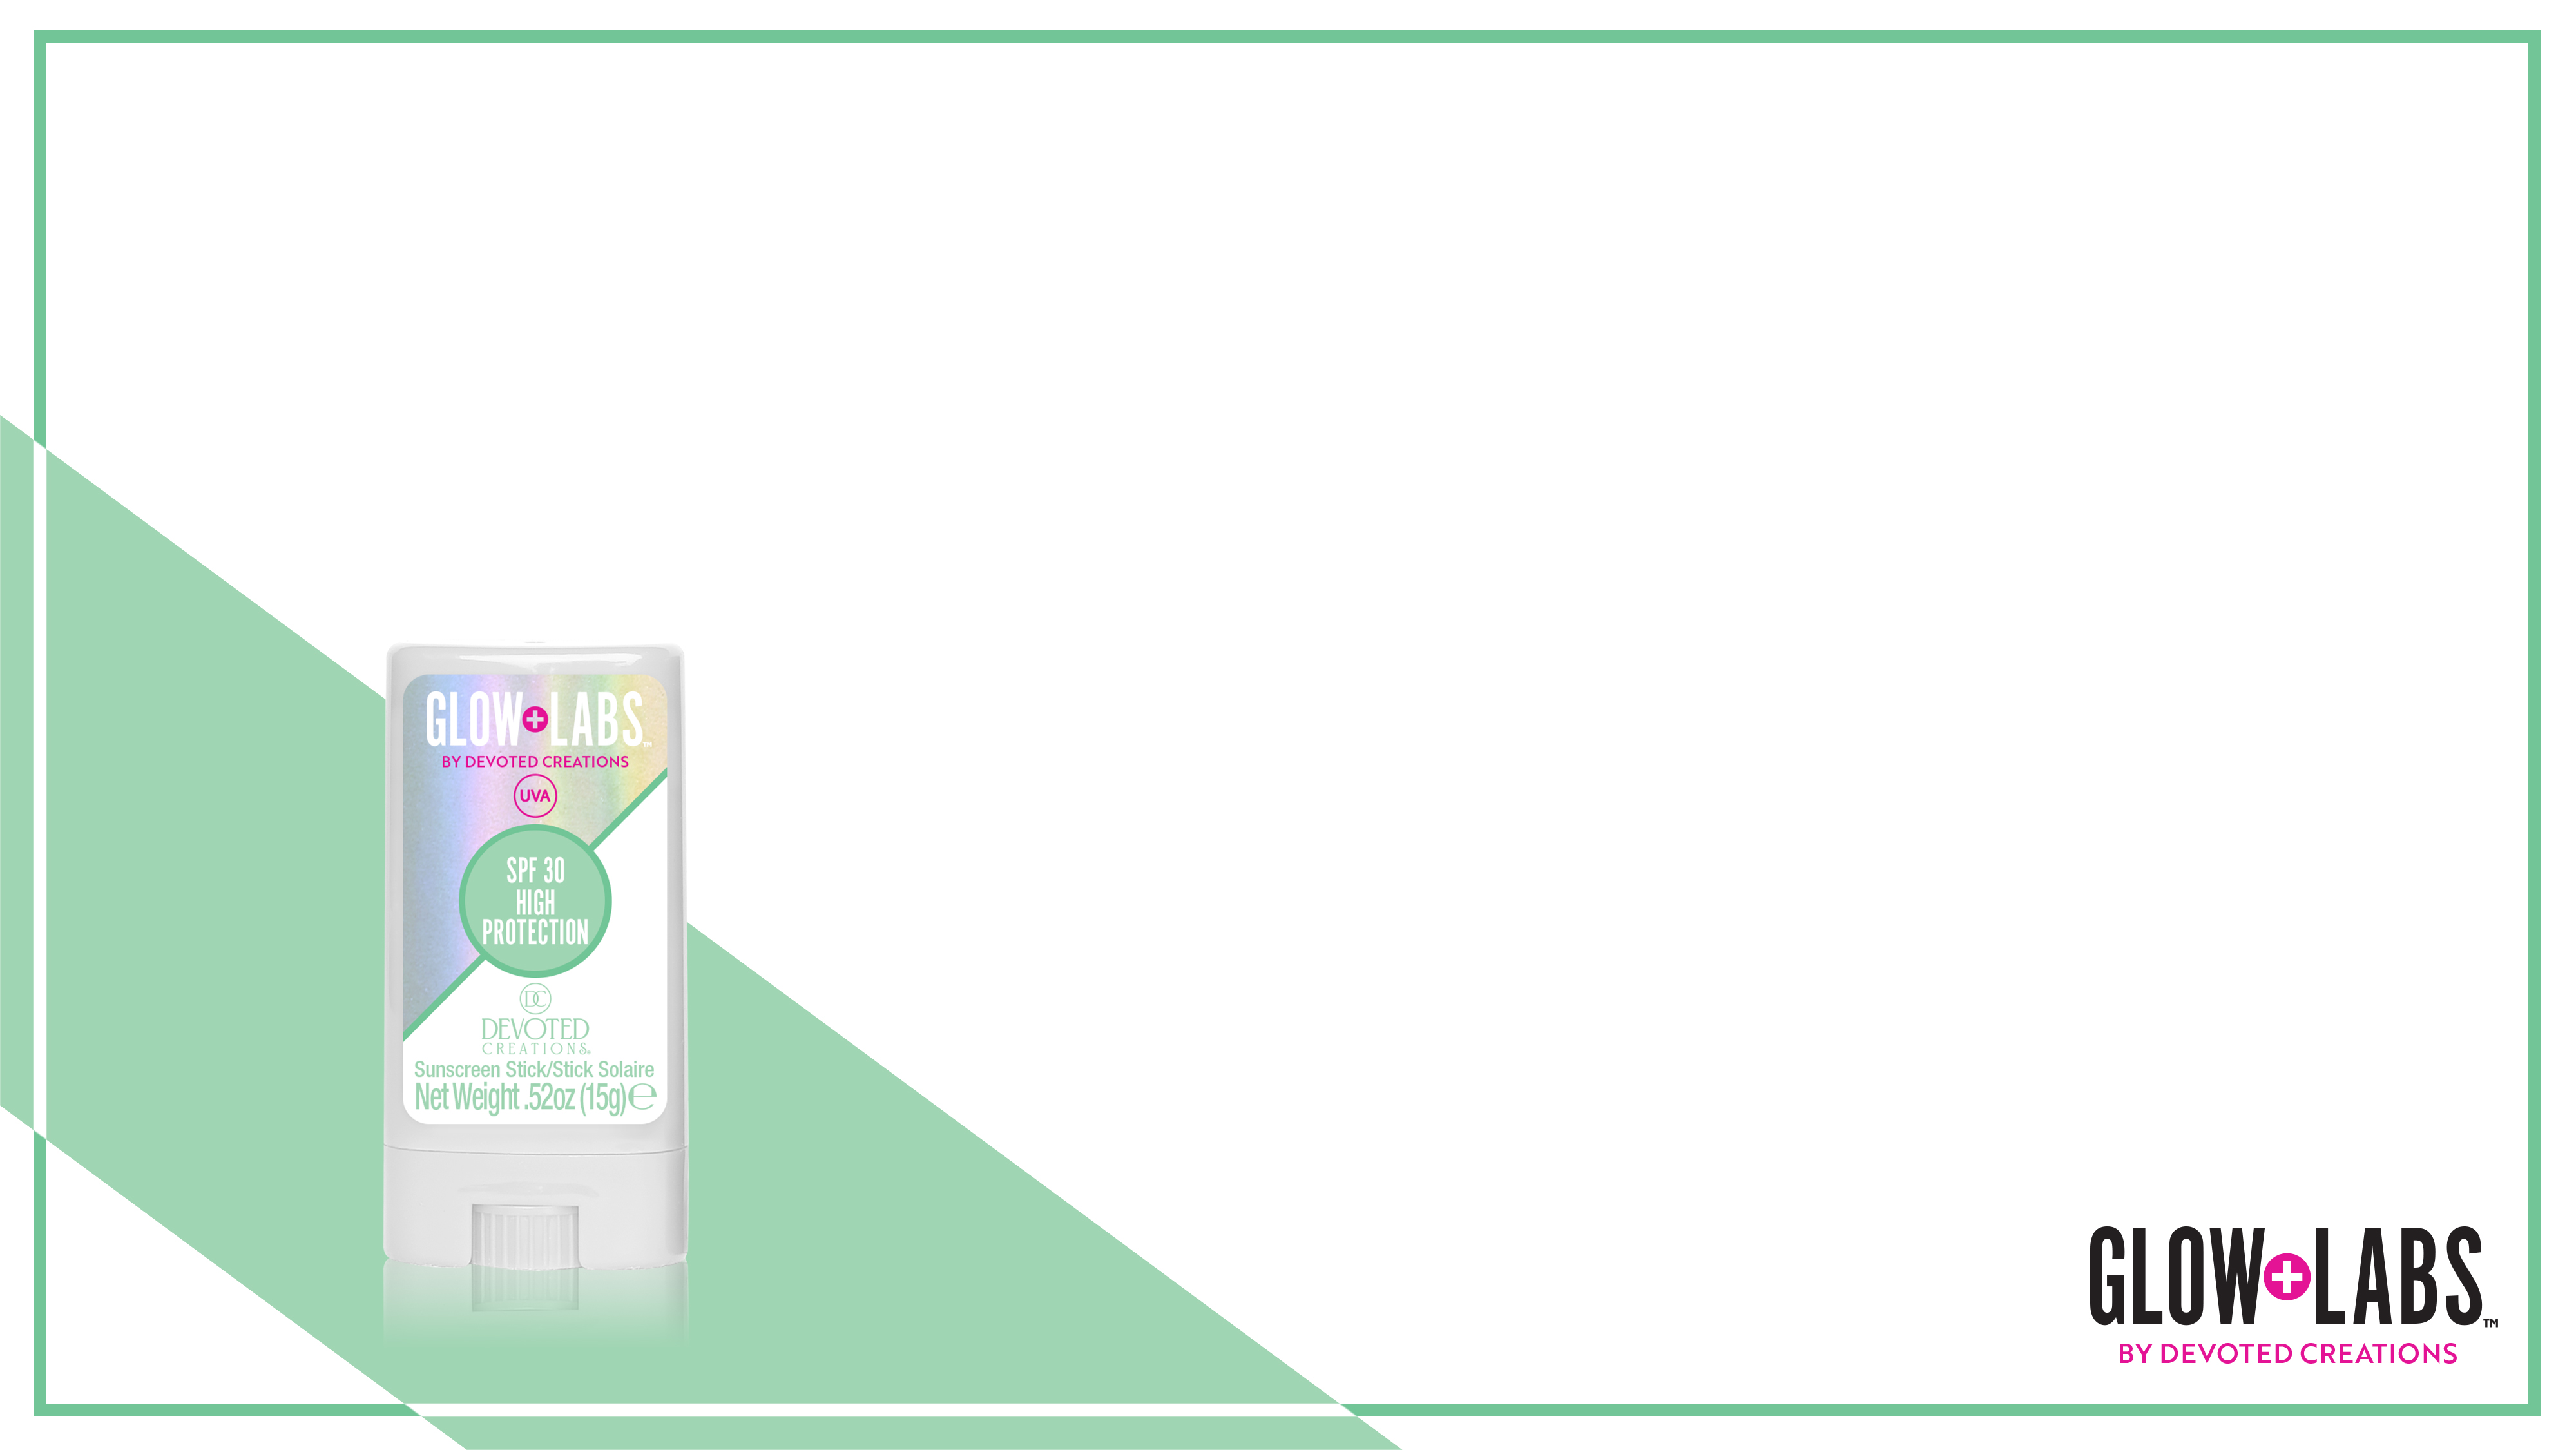 GLOW+LABS™
BY DEVOTED CREATIONS
UVA
SPF 30
HIGH
PROTECTION
DC
DEVOTED
CREATIONS®
Sunscreen Stick/Stick Solaire
Net Weight .52oz (15g)℮
GLOW+LABS™
BY DEVOTED CREATIONS